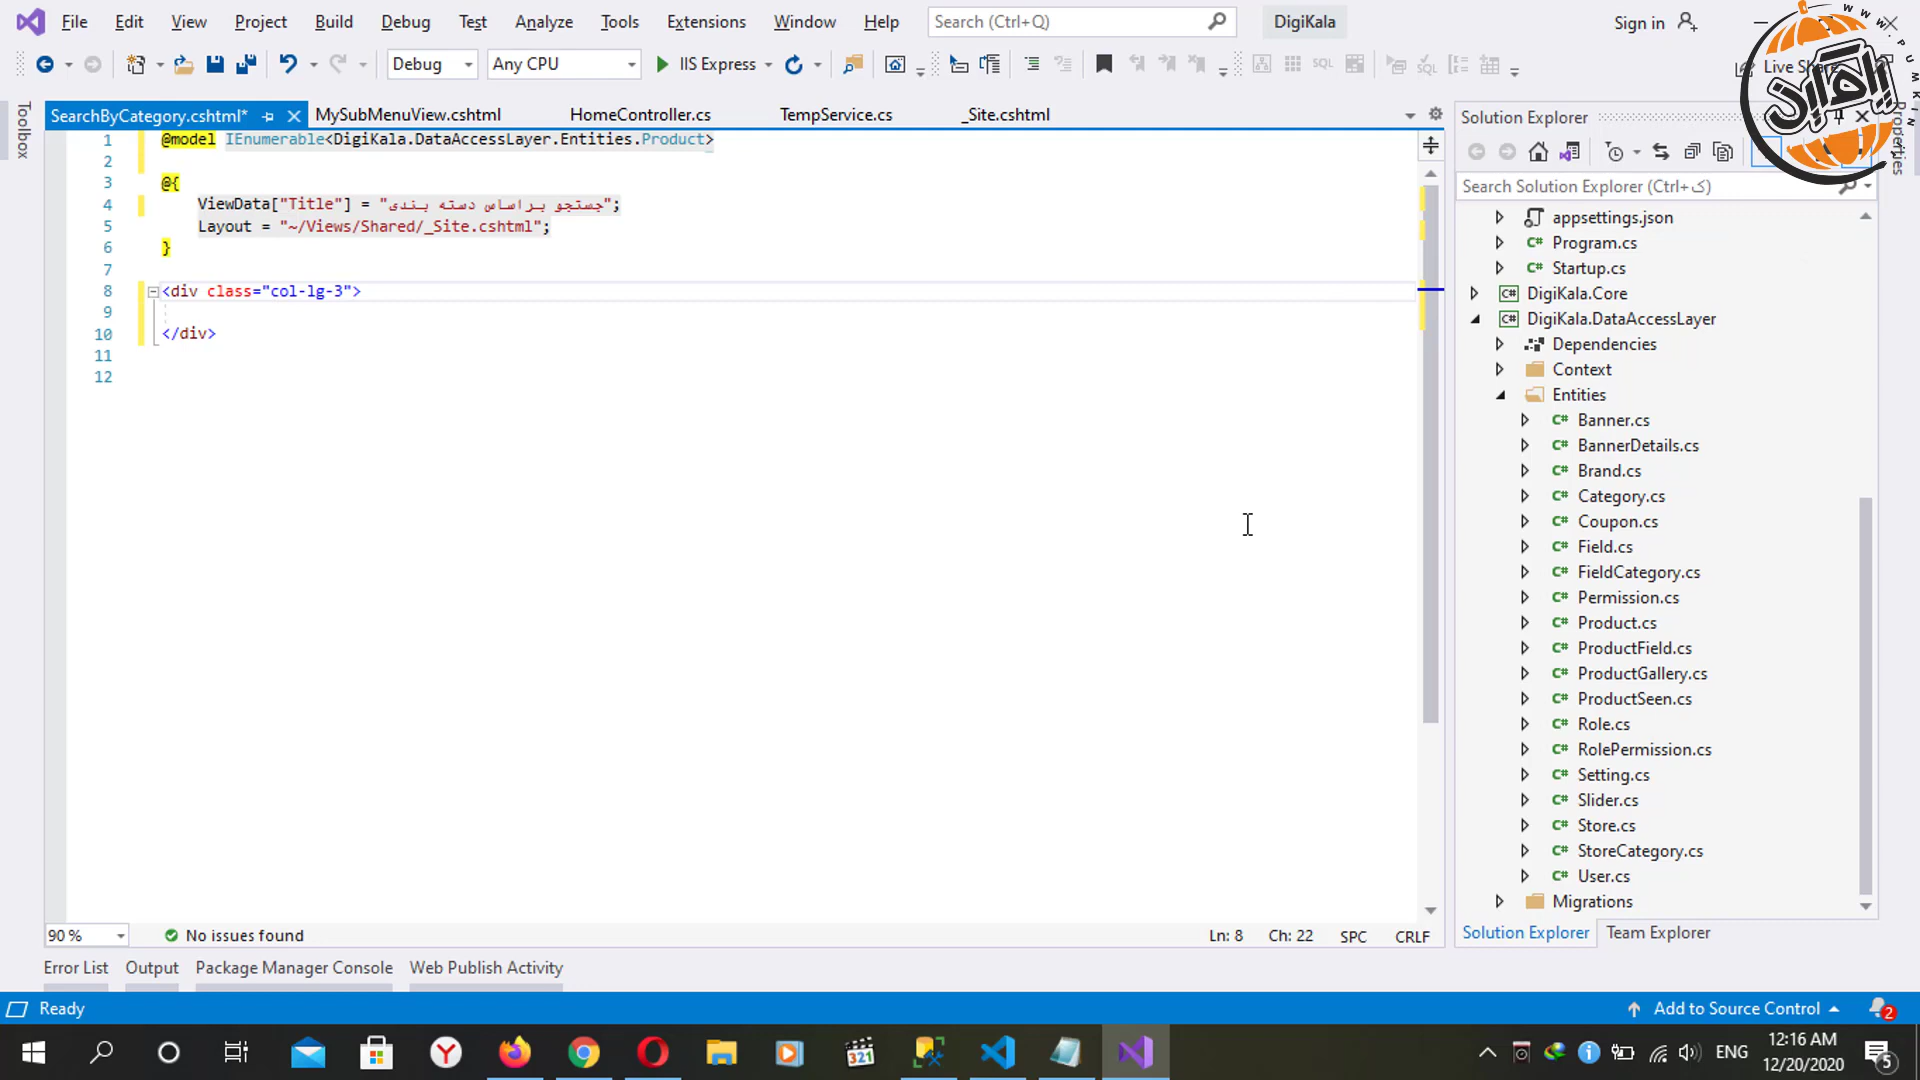 File Edit View Project Build Debug Test Analyze Tools Extensions Window Help Search (Ctrl+Q) DigiKala Sign in
Debug Any CPU IIS Express Live Share
Toolbox
SearchByCategory.cshtml* MySubMenuView.cshtml HomeController.cs TempService.cs _Site.cshtml
1 @model IEnumerable<DigiKala.DataAccessLayer.Entities.Product>
2
3 @{
4 ViewData["Title"] = "جستجو براساس دسته بندی";
5 Layout = "~/Views/Shared/_Site.cshtml";
6 }
7
8 <div class="col-lg-3">
9
10 </div>
11
12
90 % No issues found Ln: 8 Ch: 22 SPC CRLF
Solution Explorer
Search Solution Explorer (Ctrl+ک)
appsettings.json
Program.cs
Startup.cs
DigiKala.Core
DigiKala.DataAccessLayer
Dependencies
Context
Entities
Banner.cs
BannerDetails.cs
Brand.cs
Category.cs
Coupon.cs
Field.cs
FieldCategory.cs
Permission.cs
Product.cs
ProductField.cs
ProductGallery.cs
ProductSeen.cs
Role.cs
RolePermission.cs
Setting.cs
Slider.cs
Store.cs
StoreCategory.cs
User.cs
Migrations
Solution Explorer Team Explorer
Properties
Error List Output Package Manager Console Web Publish Activity
Ready Add to Source Control 2
321 ENG 12:16 AM
12/20/2020 5